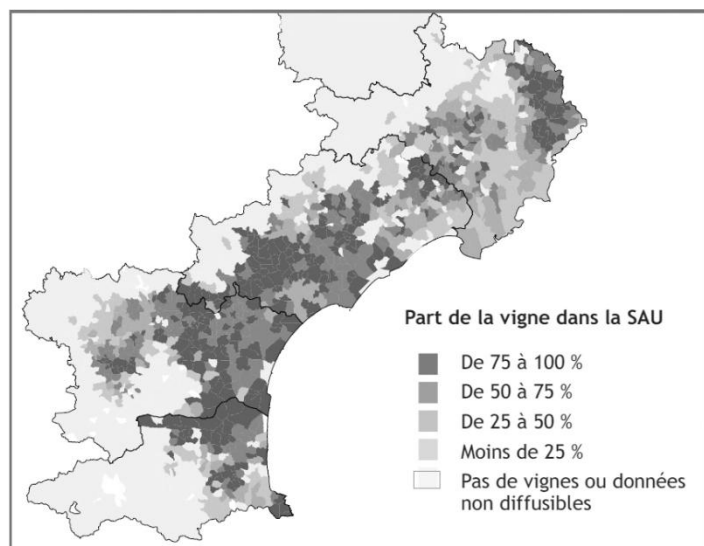 Part de la vigne dans la SAU
De 75 à 100 %
De 50 à 75 %
De 25 à 50 %
Moins de 25 %
Pas de vignes ou données
non diffusibles